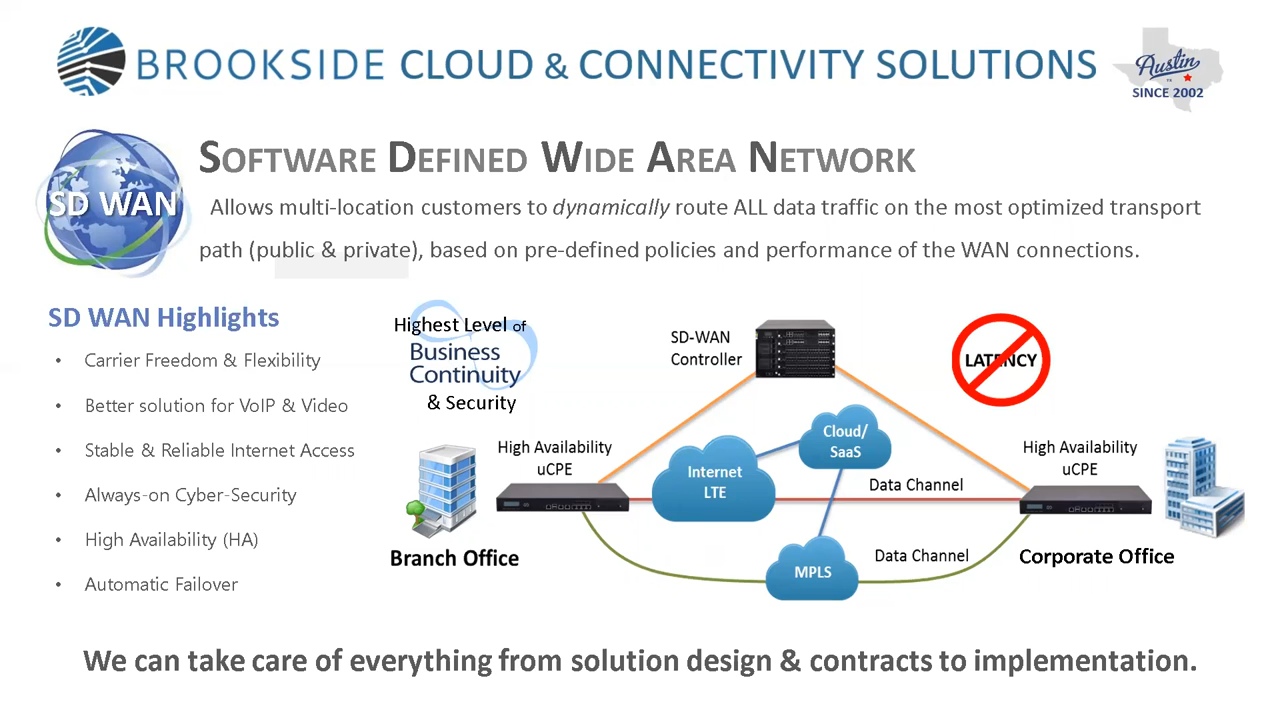 BROOKSIDE CLOUD & CONNECTIVITY SOLUTIONS
Austin
TX
SINCE 2002
SD WAN
SOFTWARE DEFINED WIDE AREA NETWORK
Allows multi-location customers to dynamically route ALL data traffic on the most optimized transport
path (public & private), based on pre-defined policies and performance of the WAN connections.
SD WAN Highlights
• Carrier Freedom & Flexibility
• Better solution for VoIP & Video
• Stable & Reliable Internet Access
• Always-on Cyber-Security
• High Availability (HA)
• Automatic Failover
Highest Level of
Business
Continuity
& Security
SD-WAN
Controller
LATENCY
Cloud/
SaaS
High Availability
uCPE
Internet
LTE
Data Channel
High Availability
uCPE
Branch Office
MPLS
Data Channel
Corporate Office
We can take care of everything from solution design & contracts to implementation.